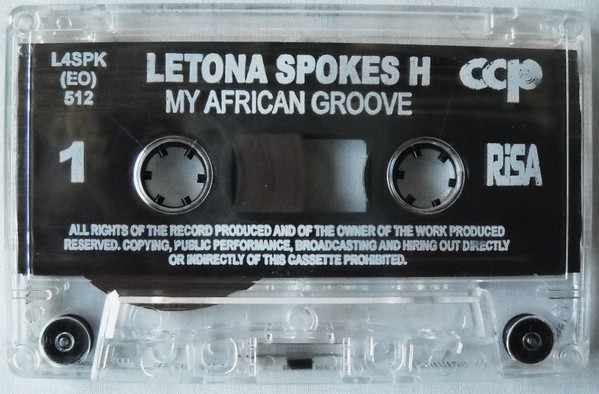 L4SPK
(EO)
512
LETONA SPOKES H
MY AFRICAN GROOVE
ccp
1
RiSA
ALL RIGHTS OF THE RECORD PRODUCED AND OF THE OWNER OF THE WORK PRODUCED
RESERVED. COPYING, PUBLIC PERFORMANCE, BROADCASTING AND HIRING OUT DIRECTLY
OR INDIRECTLY OF THIS CASSETTE PROHIBITED.